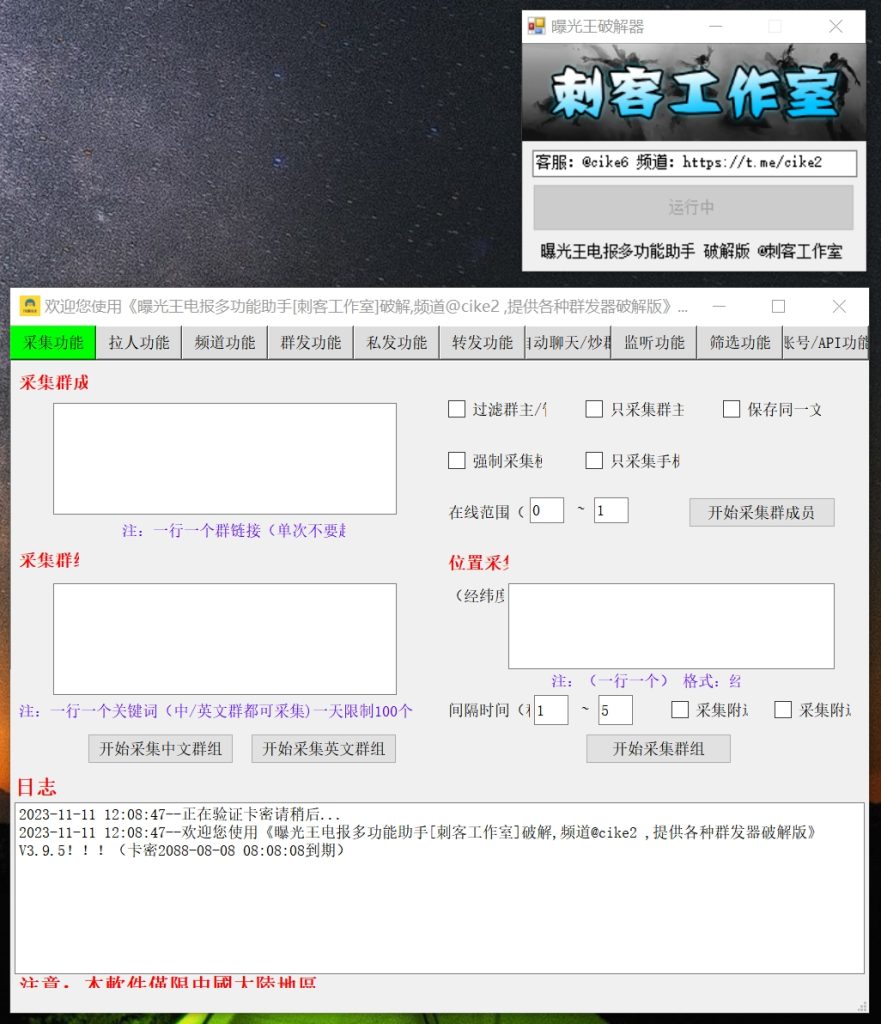 曝光王破解器
刺客工作室
客服: @cike6 频道: https://t.me/cike2
运行中
曝光王电报多功能助手 破解版 @刺客工作室
欢迎您使用《曝光王电报多功能助手[刺客工作室]破解,频道@cike2 ,提供各种群发器破解版》...
采集功能 拉人功能 频道功能 群发功能 私发功能 转发功能 自动聊天/炒群 监听功能 筛选功能 账号/API功能
采集群成
过滤群主/ 只采集群主 保存同一文
强制采集 只采集手机
在线范围( 0 ~ 1 开始采集群成员
注: 一行一个群链接(单次不要超
采集群组 位置采集
(经纬度
注: (一行一个) 格式: 经
注: 一行一个关键词(中/英文群都可采集)一天限制100个
间隔时间( 1 ~ 5 采集附近 采集附近
开始采集中文群组 开始采集英文群组 开始采集群组
日志
2023-11-11 12:08:47--正在验证卡密请稍后...
2023-11-11 12:08:47--欢迎您使用《曝光王电报多功能助手[刺客工作室]破解,频道@cike2 ,提供各种群发器破解版》
V3.9.5！！！(卡密2088-08-08 08:08:08到期)
注意: 本軟件僅限中國大陸地區